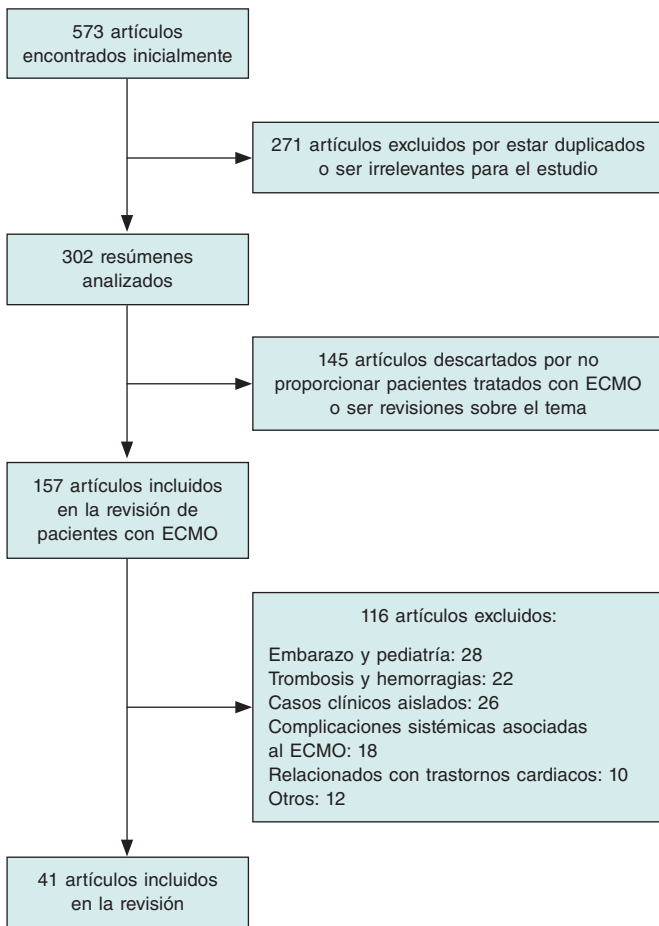 573 artículos
encontrados inicialmente
271 artículos excluidos por estar duplicados
o ser irrelevantes para el estudio
302 resúmenes
analizados
145 artículos descartados por no
proporcionar pacientes tratados con ECMO
o ser revisiones sobre el tema
157 artículos incluidos
en la revisión de
pacientes con ECMO
116 artículos excluidos:
Embarazo y pediatría: 28
Trombosis y hemorragias: 22
Casos clínicos aislados: 26
Complicaciones sistémicas asociadas
al ECMO: 18
Relacionados con trastornos cardiacos: 10
Otros: 12
41 artículos incluidos
en la revisión